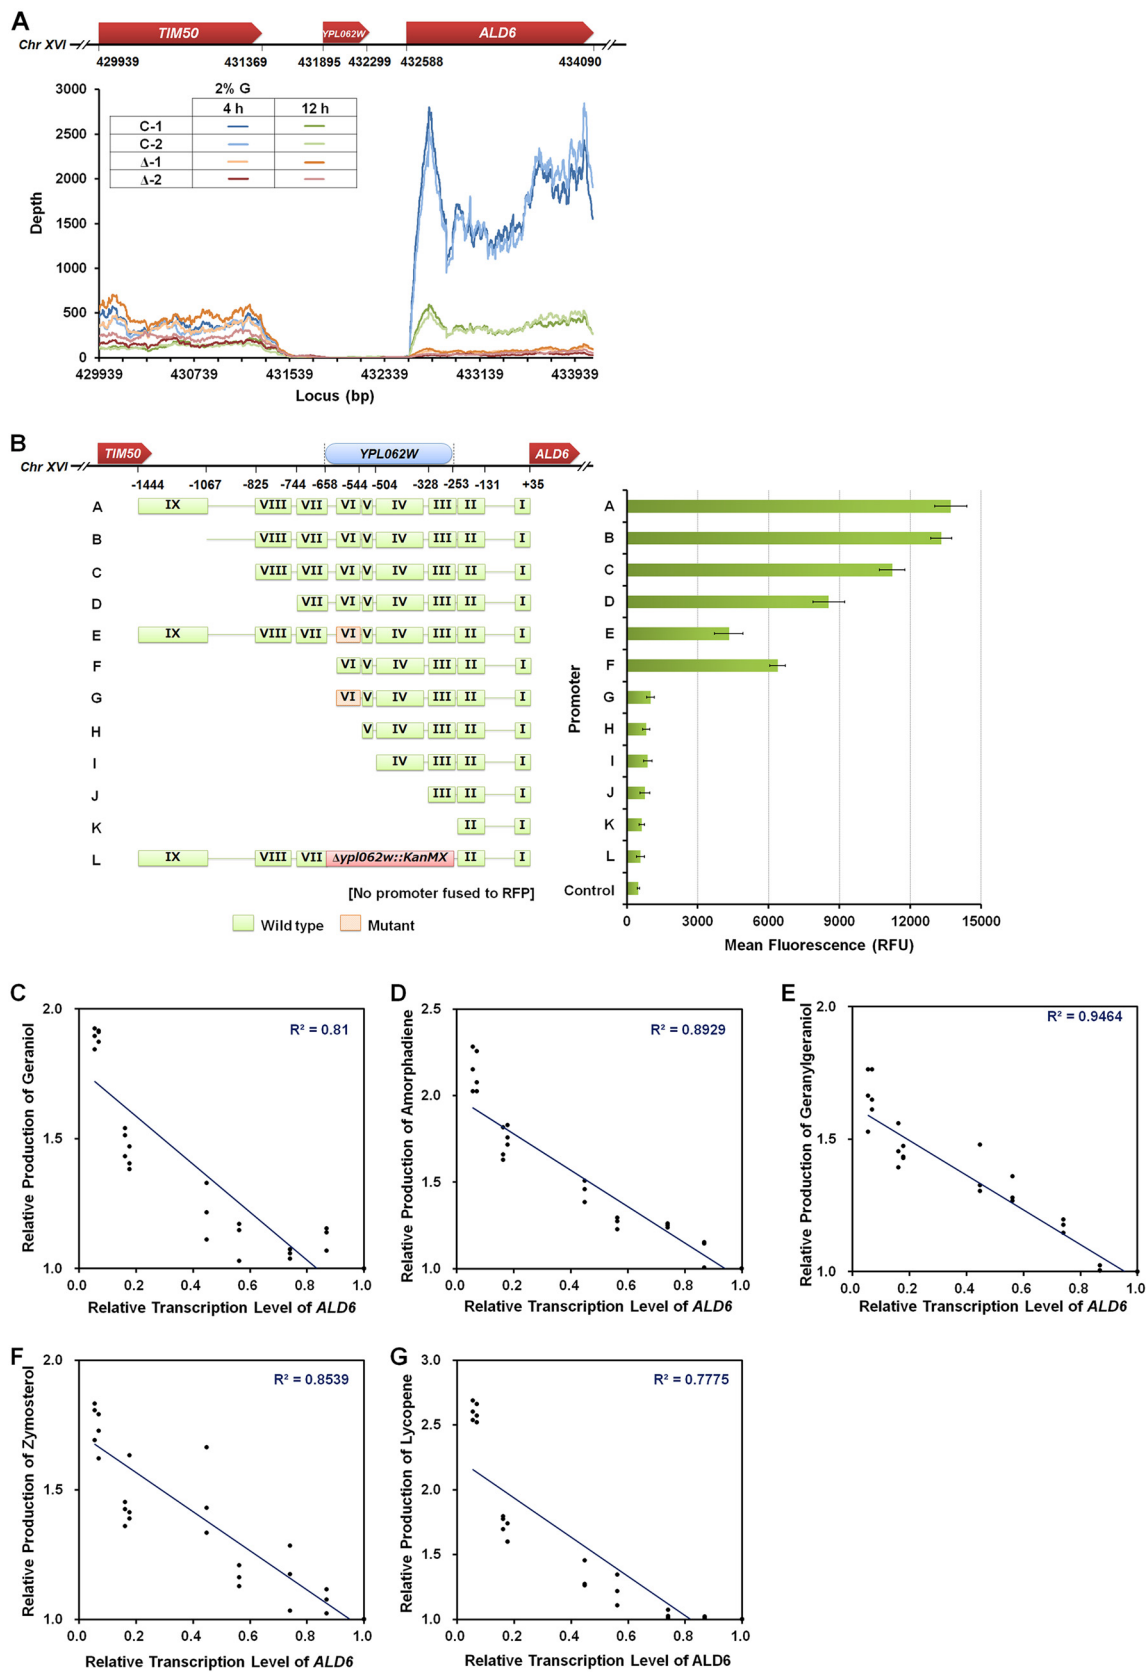 A
TIM50
YPL062W
ALD6
Chr XVI
429939
431369
431895
432299
432588
434090
2% G
4 h
12 h
C-1
C-2
Δ-1
Δ-2
3000
2500
2000
1500
1000
500
0
Depth
429939
430739
431539
432339
433139
433939
Locus (bp)
B
TIM50
YPL062W
ALD6
Chr XVI
-1444
-1067
-825
-744
-658
-544
-504
-328
-253
-131
+35
A IX VIII VII VI V IV III II I
B VIII VII VI V IV III II I
C VIII VII VI V IV III II I
D VII VI V IV III II I
E IX VIII VII VI V IV III II I
F VI V IV III II I
G VI V IV III II I
H V IV III II I
I IV III II I
J III II I
K II I
L IX VIII VII Δypl062w::KanMX II I
[No promoter fused to RFP]
Wild type
Mutant
Promoter
A
B
C
D
E
F
G
H
I
J
K
L
Control
0
3000
6000
9000
12000
15000
Mean Fluorescence (RFU)
C
R² = 0.81
2.0
1.5
1.0
Relative Production of Geraniol
0.0
0.2
0.4
0.6
0.8
1.0
Relative Transcription Level of ALD6
D
R² = 0.8929
2.5
2.0
1.5
1.0
Relative Production of Amorphadiene
0.0
0.2
0.4
0.6
0.8
1.0
Relative Transcription Level of ALD6
E
R² = 0.9464
2.0
1.5
1.0
Relative Production of Geranylgeraniol
0.0
0.2
0.4
0.6
0.8
1.0
Relative Transcription Level of ALD6
F
R² = 0.8539
2.0
1.5
1.0
Relative Production of Zymosterol
0.0
0.2
0.4
0.6
0.8
1.0
Relative Transcription Level of ALD6
G
R² = 0.7775
3.0
2.5
2.0
1.5
1.0
Relative Production of Lycopene
0.0
0.2
0.4
0.6
0.8
1.0
Relative Transcription Level of ALD6